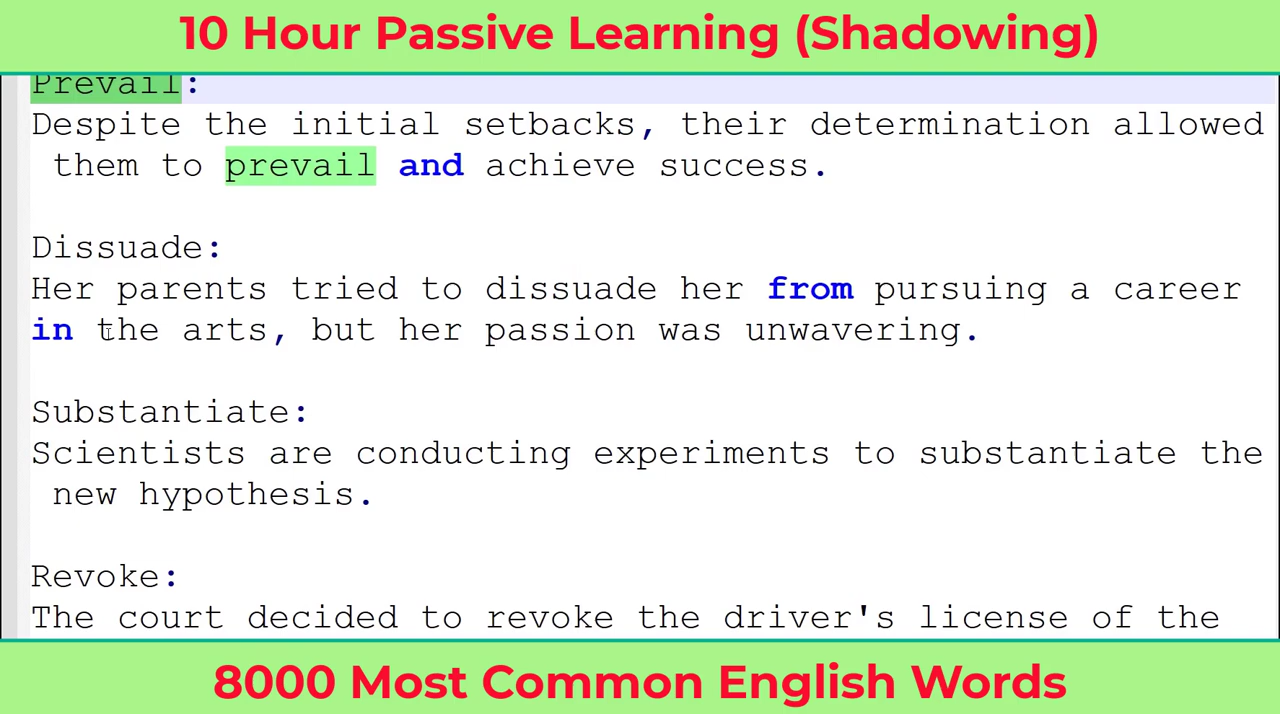 10 Hour Passive Learning (Shadowing)
Prevail:
Despite the initial setbacks, their determination allowed
them to prevail and achieve success.
Dissuade:
Her parents tried to dissuade her from pursuing a career
in the arts, but her passion was unwavering.
Substantiate:
Scientists are conducting experiments to substantiate the
new hypothesis.
Revoke:
The court decided to revoke the driver's license of the
8000 Most Common English Words